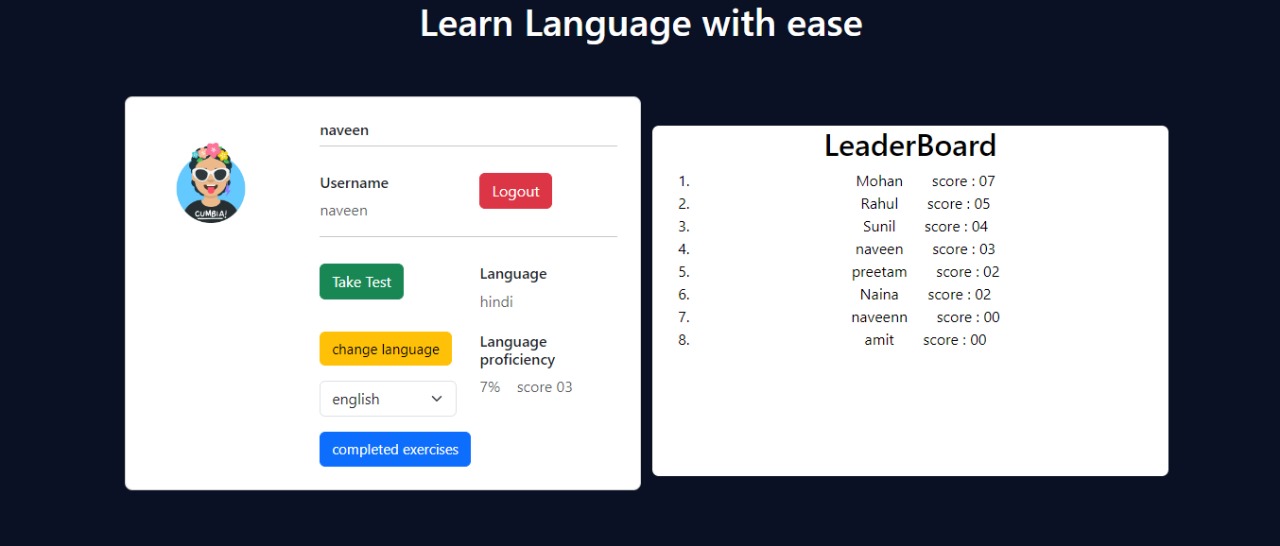 Learn Language with ease
CUMBIA!
naveen
Username
naveen
Logout
Take Test
Language
hindi
change language
Language
proficiency
english
7% score 03
completed exercises
LeaderBoard
1. Mohan score : 07
2. Rahul score : 05
3. Sunil score : 04
4. naveen score : 03
5. preetam score : 02
6. Naina score : 02
7. naveenn score : 00
8. amit score : 00